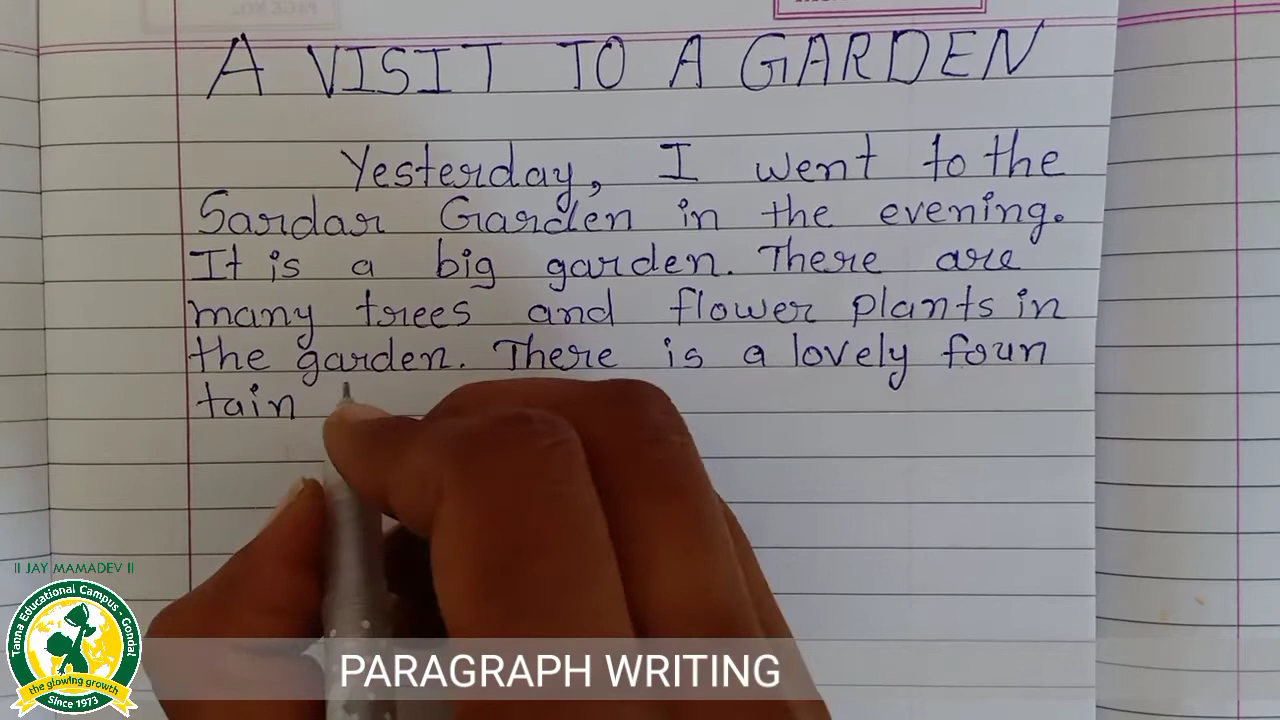 PAGE NO.
A VISIT TO A GARDEN
Yesterday, I went to the
Sardar Garden in the evening.
It is a big garden. There are
many trees and flower plants in
the garden. There is a lovely foun
tain
॥ JAY MAMADEV ॥
Tanna Educational Campus - Gondal
the glowing growth
Since 1973
PARAGRAPH WRITING